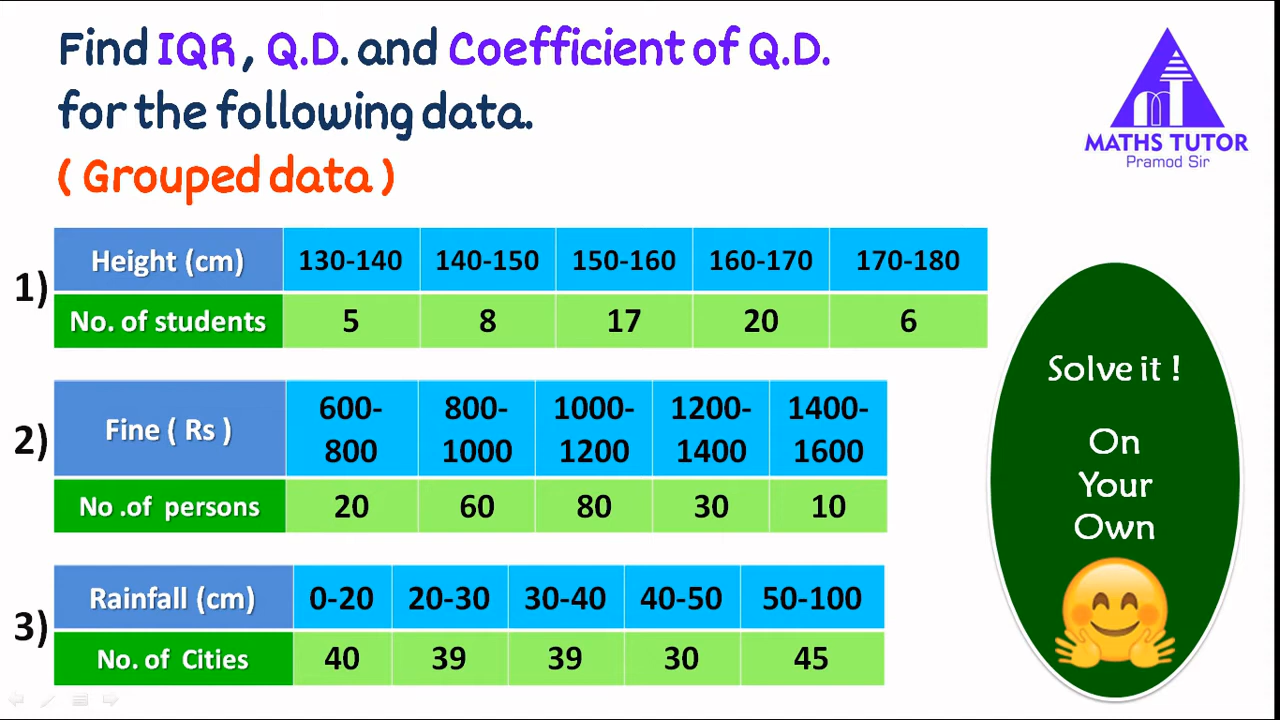 Find IQR, Q.D. and Coefficient of Q.D.
for the following data.
( Grouped data )
MATHS TUTOR
Pramod Sir
1)
Height (cm) 130-140 140-150 150-160 160-170 170-180
No. of students 5 8 17 20 6
2)
Fine ( Rs ) 600-800 800-1000 1000-1200 1200-1400 1400-1600
No .of persons 20 60 80 30 10
3)
Rainfall (cm) 0-20 20-30 30-40 40-50 50-100
No. of Cities 40 39 39 30 45
Solve it !
On
Your
Own